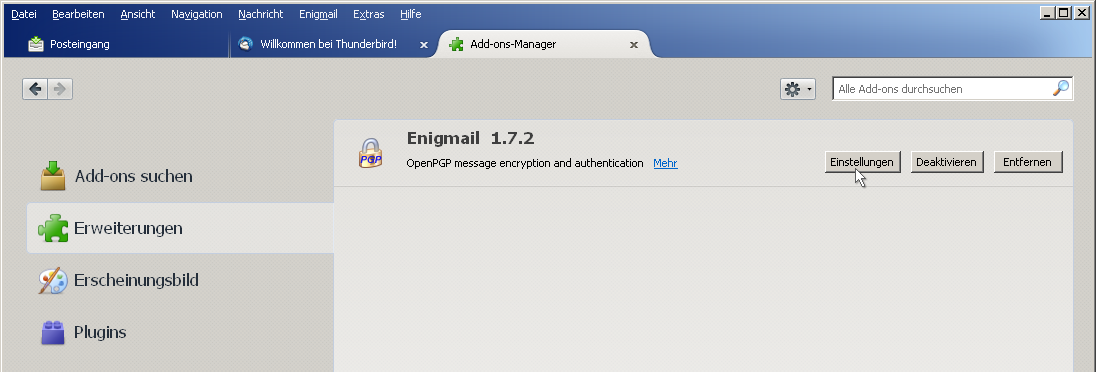 Datei Bearbeiten Ansicht Navigation Nachricht Enigmail Extras Hilfe
Posteingang Willkommen bei Thunderbird! Add-ons-Manager
Alle Add-ons durchsuchen
Enigmail 1.7.2
PGP OpenPGP message encryption and authentication Mehr Einstellungen Deaktivieren Entfernen
Add-ons suchen
Erweiterungen
Erscheinungsbild
Plugins